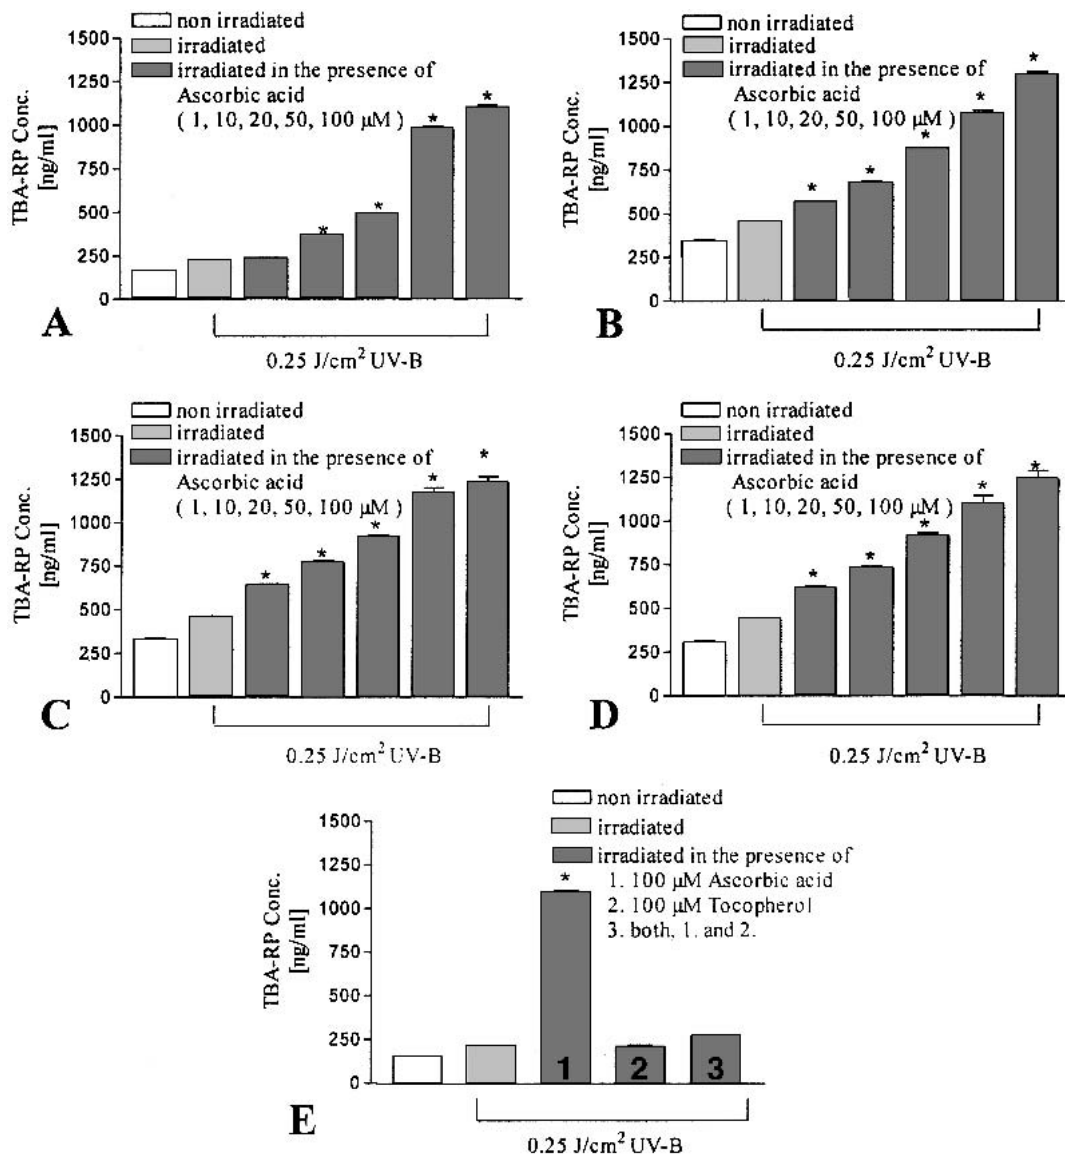 non irradiated
irradiated
irradiated in the presence of
Ascorbic acid
( 1, 10, 20, 50, 100 µM )
TBA-RP Conc.
[ng/ml]
1500
1250
1000
750
500
250
0
* * * *
A
0.25 J/cm² UV-B
non irradiated
irradiated
irradiated in the presence of
Ascorbic acid
( 1, 10, 20, 50, 100 µM )
TBA-RP Conc.
[ng/ml]
1500
1250
1000
750
500
250
0
* * * * *
B
0.25 J/cm² UV-B
non irradiated
irradiated
irradiated in the presence of
Ascorbic acid
( 1, 10, 20, 50, 100 µM )
TBA-RP Conc.
[ng/ml]
1500
1250
1000
750
500
250
0
* * * * *
C
0.25 J/cm² UV-B
non irradiated
irradiated
irradiated in the presence of
Ascorbic acid
( 1, 10, 20, 50, 100 µM )
TBA-RP Conc.
[ng/ml]
1500
1250
1000
750
500
250
0
* * * * *
D
0.25 J/cm² UV-B
non irradiated
irradiated
irradiated in the presence of
1. 100 µM Ascorbic acid
2. 100 µM Tocopherol
3. both, 1. and 2.
TBA-RP Conc.
[ng/ml]
1500
1250
1000
750
500
250
0
*
1 2 3
E
0.25 J/cm² UV-B